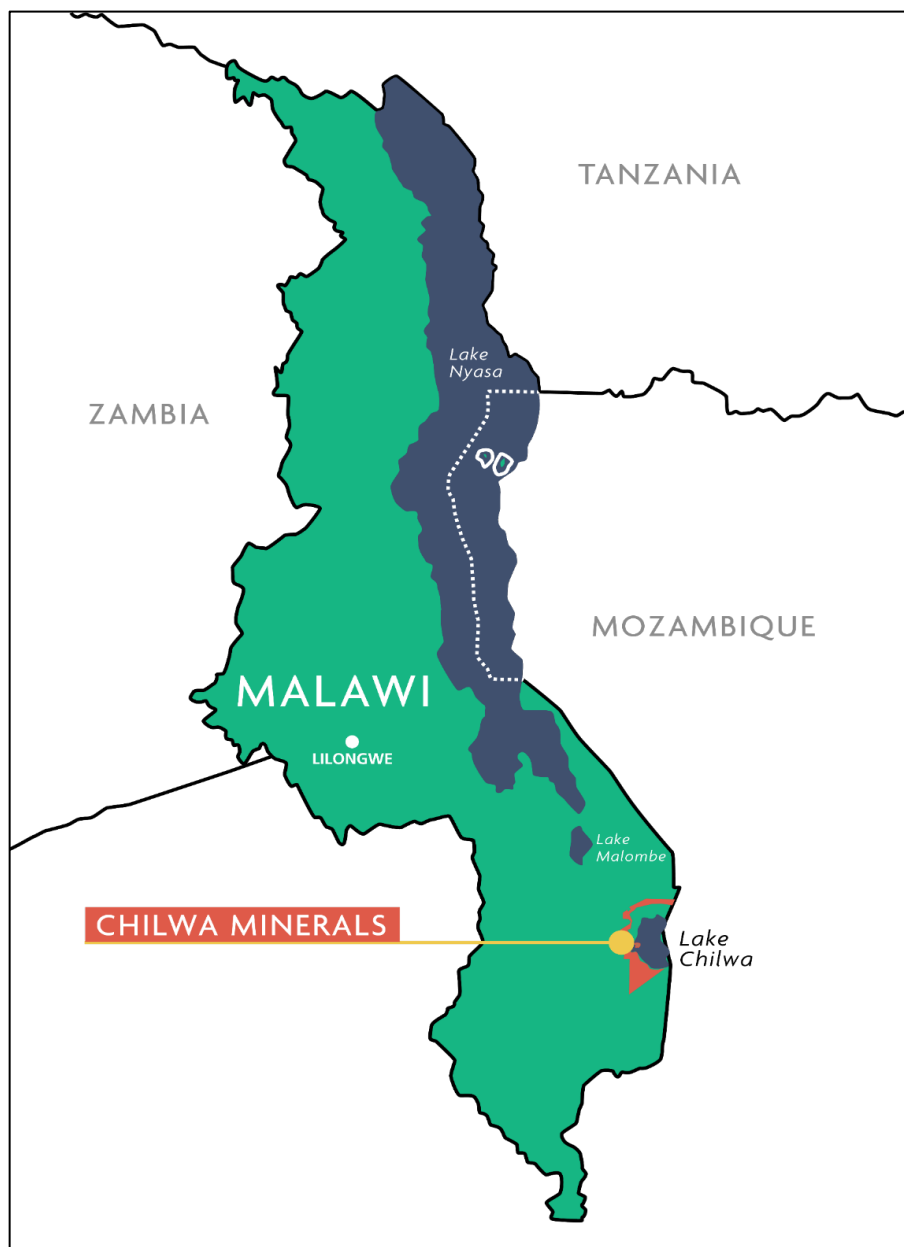 TANZANIA
Lake
Nyasa
ZAMBIA
MOZAMBIQUE
MALAWI
LILONGWE
Lake
Malombe
CHILWA MINERALS
Lake
Chilwa